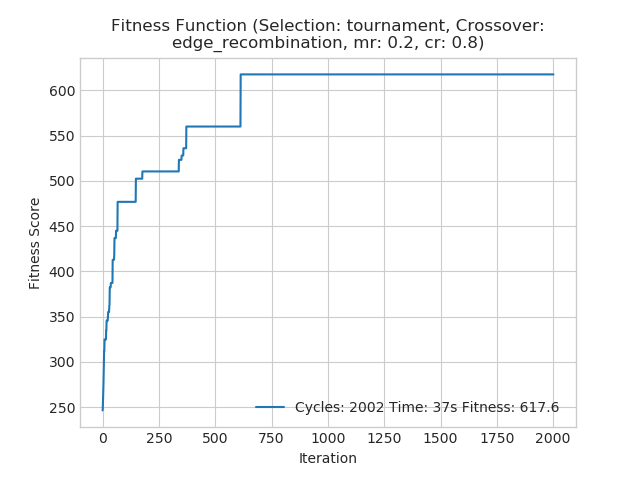 Fitness Function (Selection: tournament, Crossover:
edge_recombination, mr: 0.2, cr: 0.8)
Fitness Score
600
550
500
450
400
350
300
250
Cycles: 2002 Time: 37s Fitness: 617.6
0 250 500 750 1000 1250 1500 1750 2000
Iteration